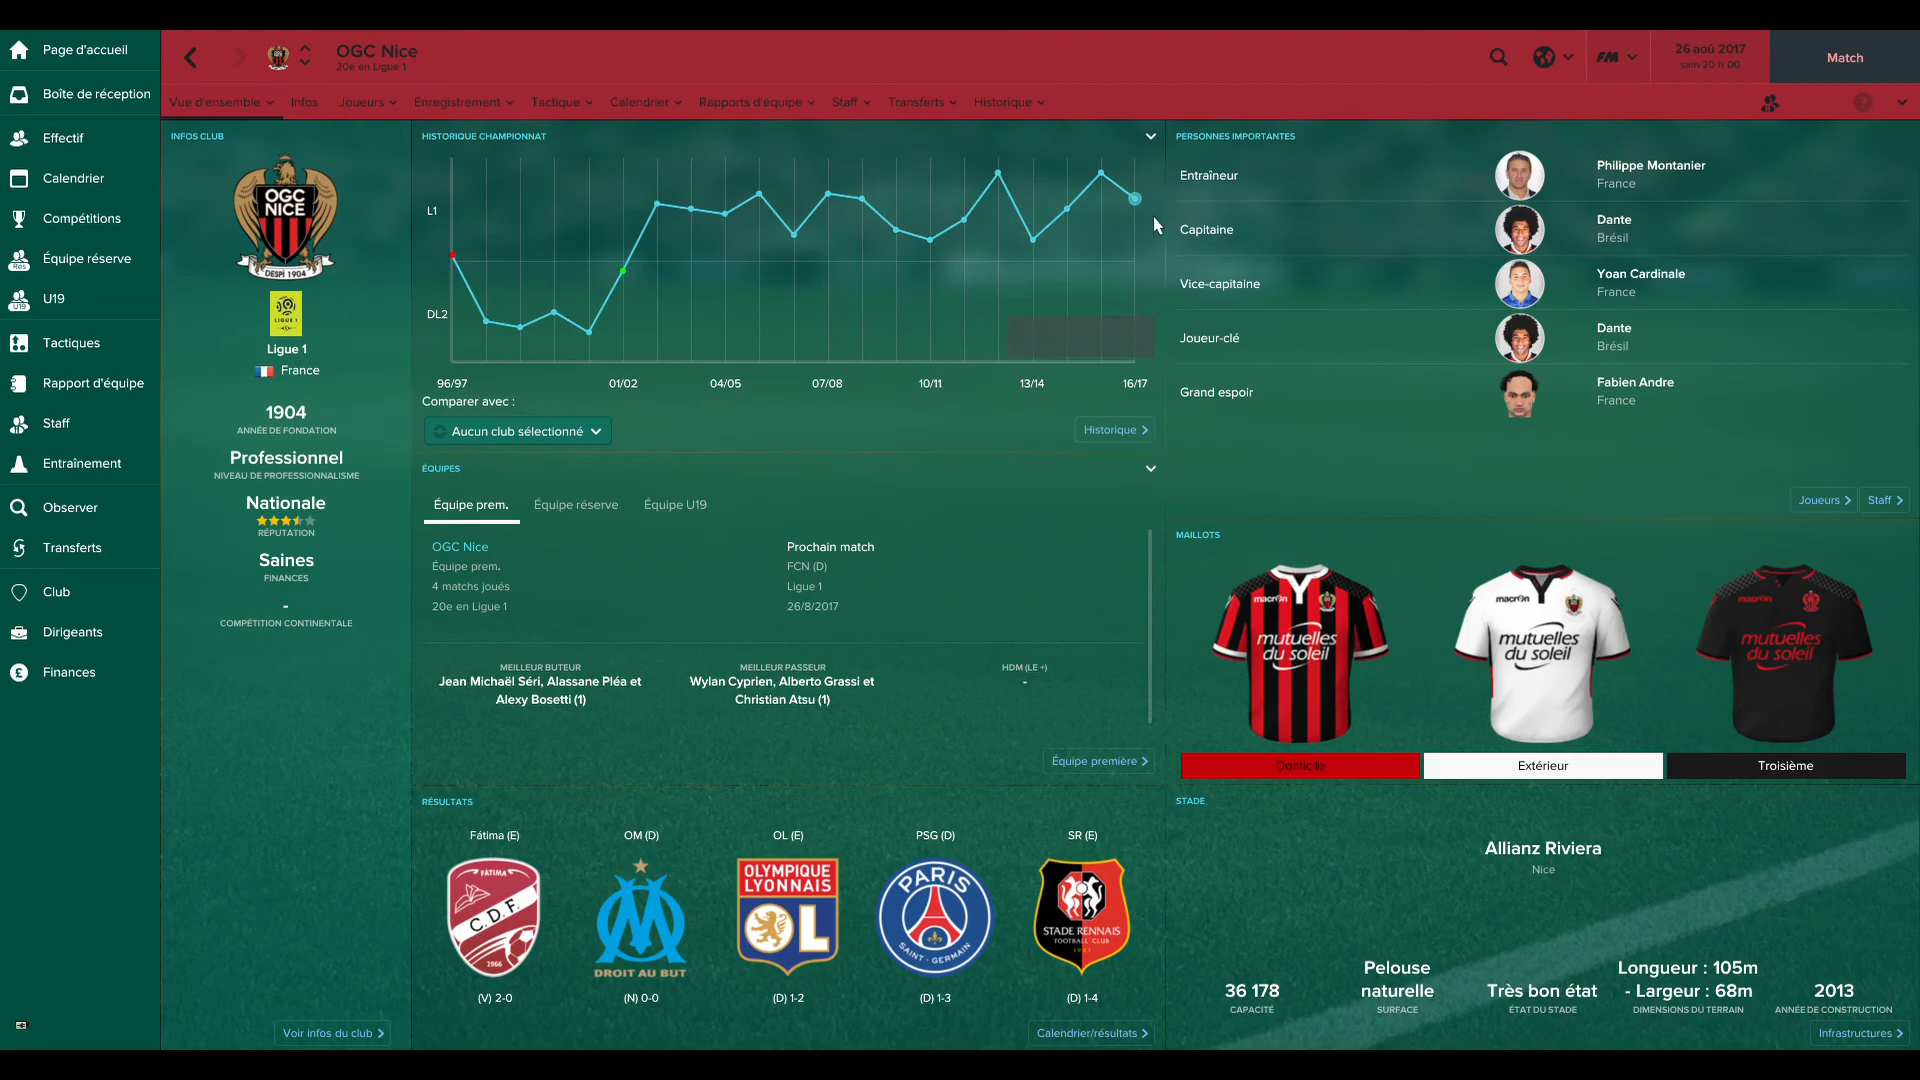 Page d'accueil
Boîte de réception
Effectif
Calendrier
Compétitions
Équipe réserve
U19
Tactiques
Rapport d'équipe
Staff
Entraînement
Observer
Transferts
Club
Dirigeants
Finances
OGC Nice
20e en Ligue 1
FM
26 aoû 2017
sam 20 h 00
Match
Vue d'ensemble
Infos
Joueurs
Enregistrement
Tactique
Calendrier
Rapports d'équipe
Staff
Transferts
Historique
INFOS CLUB
OGC
NICE
DESPI 1904
LIGUE 1
Ligue 1
France
1904
ANNÉE DE FONDATION
Professionnel
NIVEAU DE PROFESSIONNALISME
Nationale
RÉPUTATION
Saines
FINANCES
-
COMPÉTITION CONTINENTALE
Voir infos du club
HISTORIQUE CHAMPIONNAT
L1
DL2
96/97 01/02 04/05 07/08 10/11 13/14 16/17
Comparer avec :
Aucun club sélectionné
Historique
ÉQUIPES
Équipe prem. Équipe réserve Équipe U19
OGC Nice
Équipe prem.
4 matchs joués
20e en Ligue 1
Prochain match
FCN (D)
Ligue 1
26/8/2017
MEILLEUR BUTEUR
Jean Michaël Séri, Alassane Pléa et
Alexy Bosetti (1)
MEILLEUR PASSEUR
Wylan Cyprien, Alberto Grassi et
Christian Atsu (1)
HDM (LE +)
-
Équipe première
RÉSULTATS
Fátima (E)
FÁTIMA
C.D.F.
1966
(V) 2-0
OM (D)
DROIT AU BUT
(N) 0-0
OL (E)
OLYMPIQUE
LYONNAIS
OL
(D) 1-2
PSG (D)
PARIS
SAINT-GERMAIN
(D) 1-3
SR (E)
STADE RENNAIS
FOOTBALL CLUB
1901
(D) 1-4
Calendrier/résultats
PERSONNES IMPORTANTES
Entraîneur
Philippe Montanier
France
Capitaine
Dante
Brésil
Vice-capitaine
Yoan Cardinale
France
Joueur-clé
Dante
Brésil
Grand espoir
Fabien Andre
France
Joueurs
Staff
MAILLOTS
macron
mutuelles
du soleil
macron
mutuelles
du soleil
macron
mutuelles
du soleil
Domicile
Extérieur
Troisième
STADE
Allianz Riviera
Nice
36 178
CAPACITÉ
Pelouse
naturelle
SURFACE
Très bon état
ÉTAT DU STADE
Longueur : 105m
- Largeur : 68m
DIMENSIONS DU TERRAIN
2013
ANNÉE DE CONSTRUCTION
Infrastructures